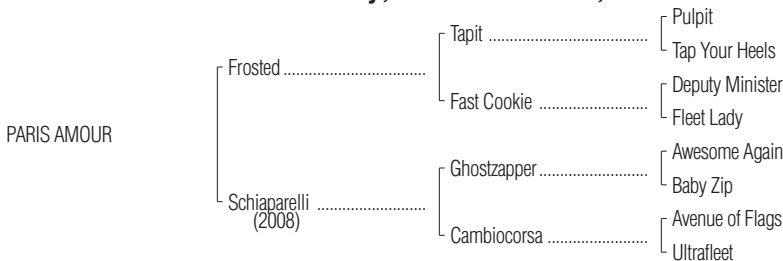 Pulpit
Tapit ........................................
Tap Your Heels
Frosted ....................................
Deputy Minister
Fast Cookie ...........................
Fleet Lady
PARIS AMOUR
Awesome Again
Ghostzapper ...........................
Baby Zip
Schiaparelli ...........................
(2008)
Avenue of Flags
Cambiocorsa .........................
Ultrafleet